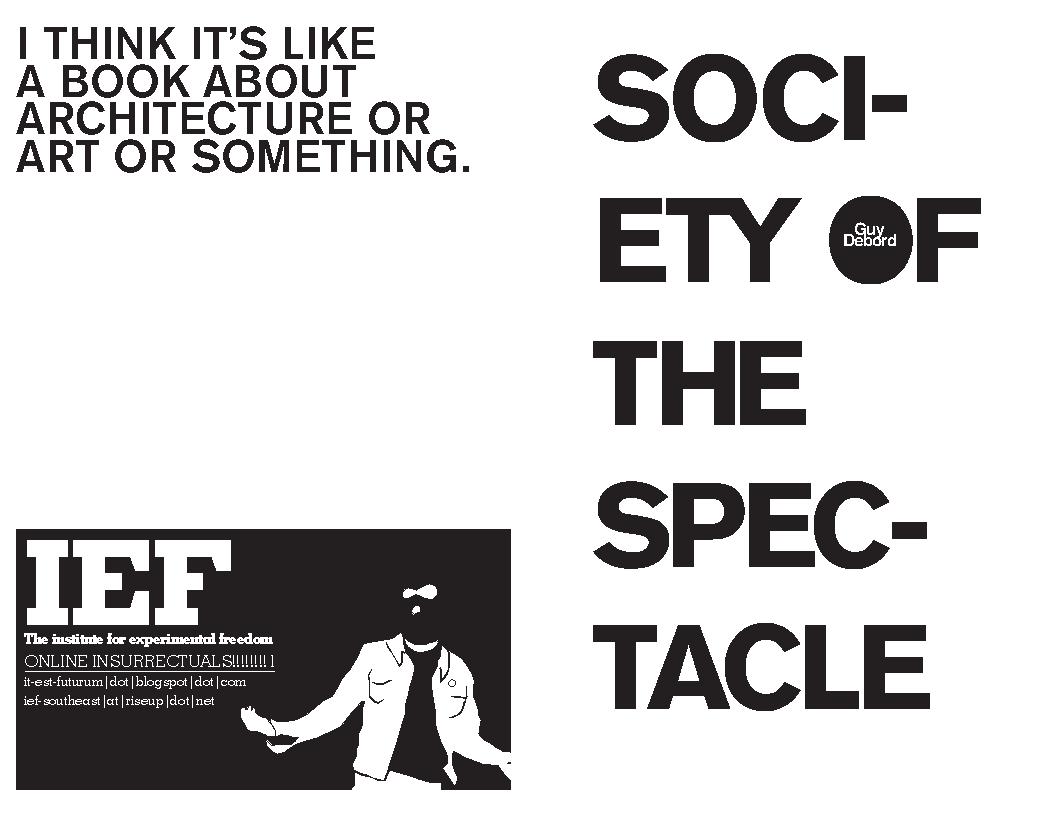 I THINK IT'S LIKE
A BOOK ABOUT
ARCHITECTURE OR
ART OR SOMETHING.
IEF
The institute for experimental freedom
ONLINE INSURRECTUALS!!!!!!!!1
it-est-futurum|dot|blogspot|dot|com
ief-southeast|at|riseup|dot|net
SOCI-
ETY OF
Guy
Debord
THE
SPEC-
TACLE